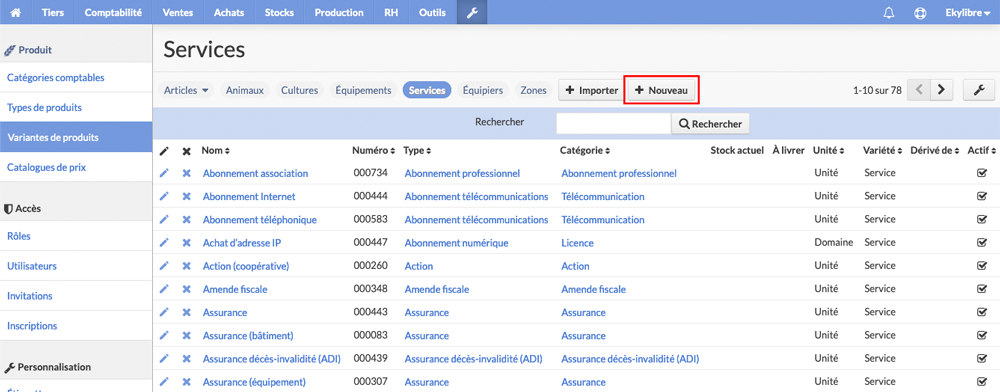 Tiers Comptabilité Ventes Achats Stocks Production RH Outils Ekylibre
Produit
Catégories comptables
Types de produits
Variantes de produits
Catalogues de prix
Accès
Rôles
Utilisateurs
Invitations
Inscriptions
Personnalisation
Services
Articles Animaux Cultures Équipements Services Équipiers Zones + Importer + Nouveau 1-10 sur 78
Rechercher Rechercher
Nom Numéro Type Catégorie Stock actuel À livrer Unité Variété Dérivé de Actif
Abonnement association 000734 Abonnement professionnel Abonnement professionnel Unité Service
Abonnement Internet 000444 Abonnement télécommunications Télécommunication Unité Service
Abonnement téléphonique 000583 Abonnement télécommunications Télécommunication Unité Service
Achat d'adresse IP 000447 Abonnement numérique Licence Domaine Service
Action (coopérative) 000260 Action Action Unité Service
Amende fiscale 000348 Amende fiscale Amende fiscale Unité Service
Assurance 000443 Assurance Assurance Unité Service
Assurance (bâtiment) 000083 Assurance Assurance Unité Service
Assurance décès-invalidité (ADI) 000439 Assurance décès-invalidité (ADI) Assurance décès-invalidité (ADI) Unité Service
Assurance (équipement) 000307 Assurance Assurance Unité Service